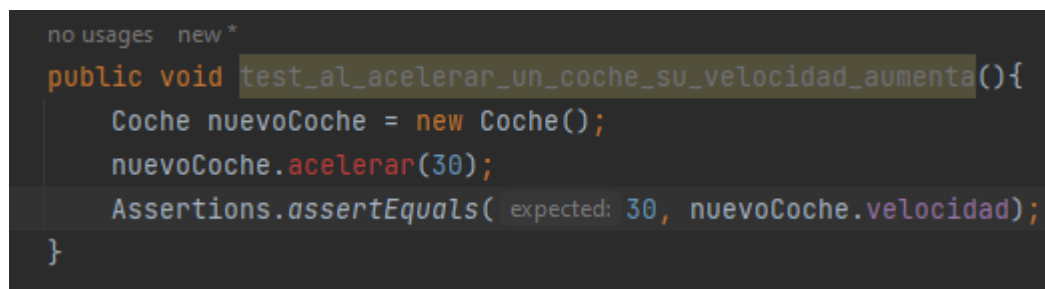 no usages   new *
public void test_al_acelerar_un_coche_su_velocidad_aumenta(){
Coche nuevoCoche = new Coche();
nuevoCoche.acelerar(30);
Assertions.assertEquals( expected: 30, nuevoCoche.velocidad);
}